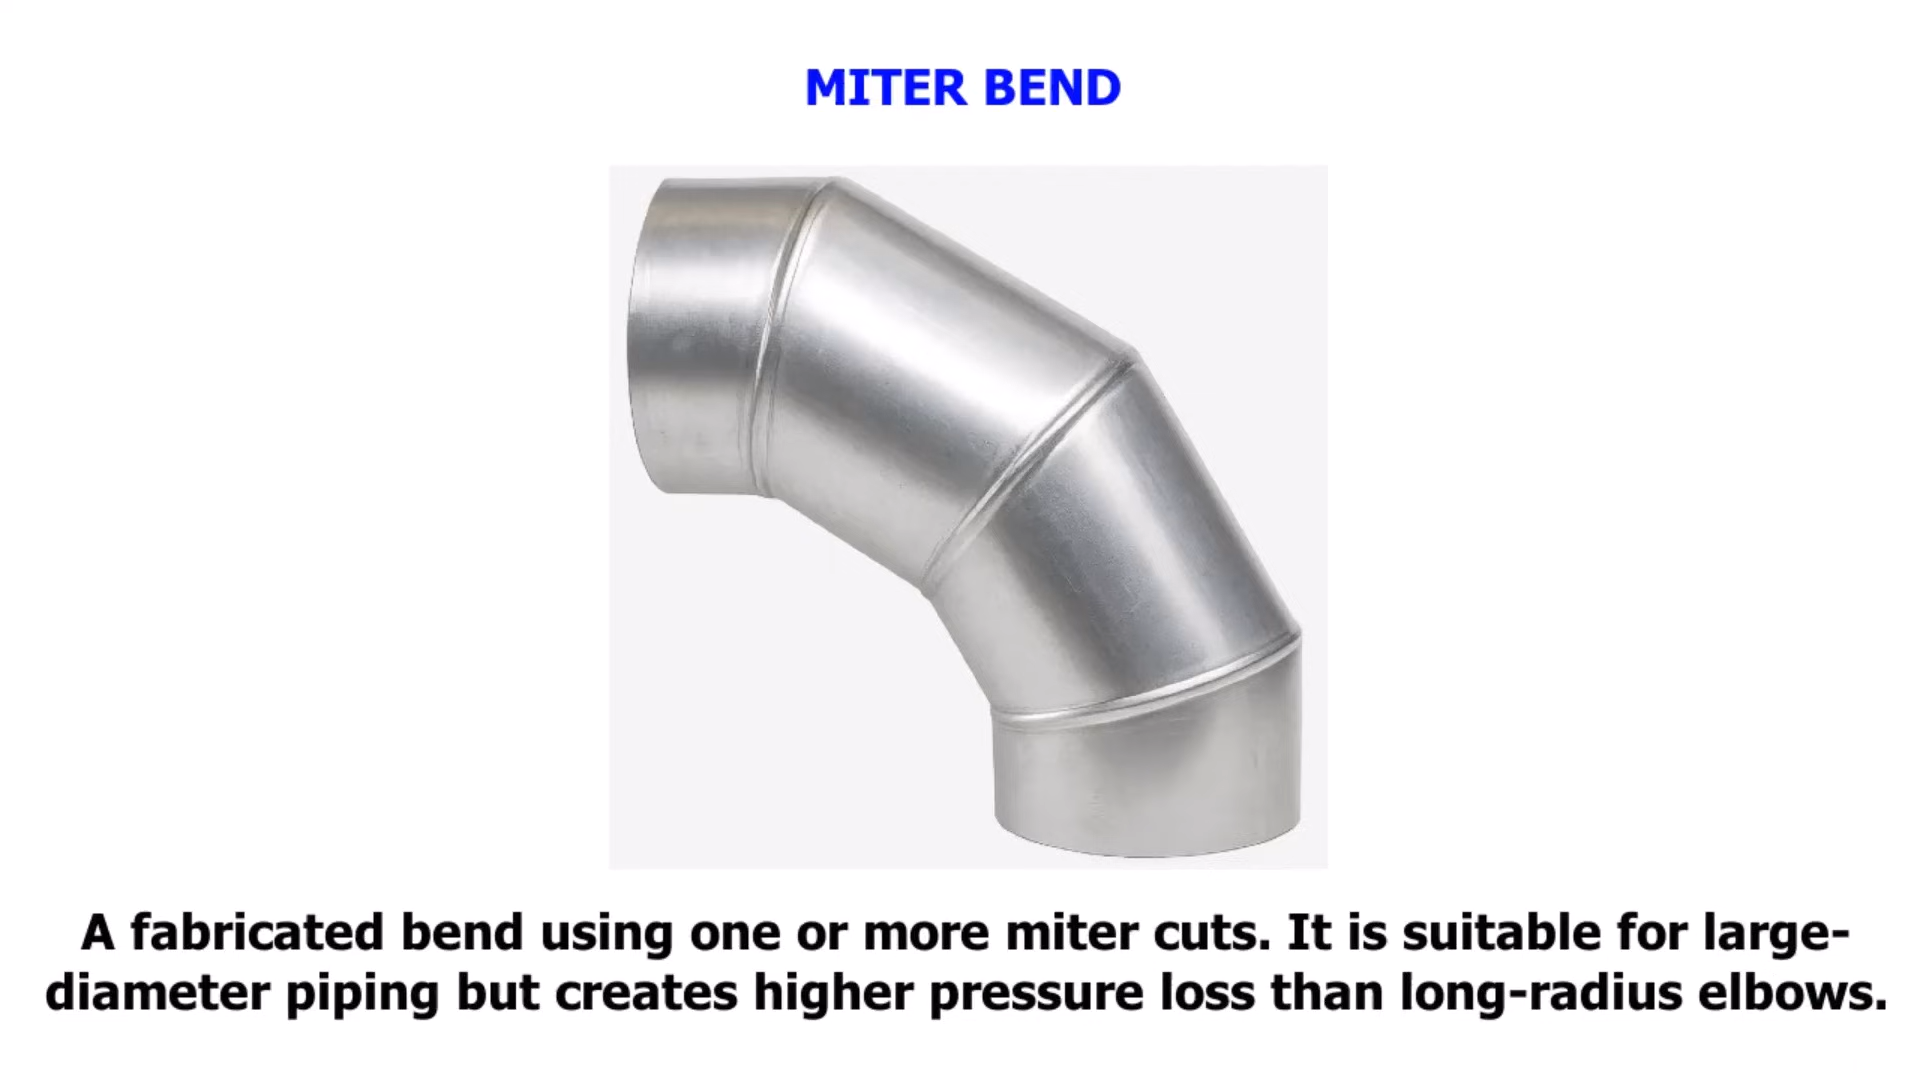 MITER BEND
A fabricated bend using one or more miter cuts. It is suitable for large-
diameter piping but creates higher pressure loss than long-radius elbows.